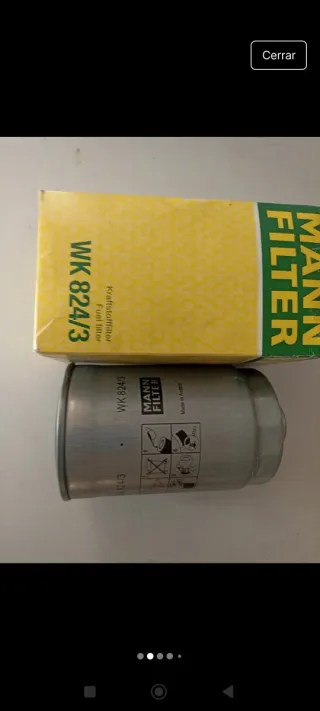 Cerrar
MANN
FILTER
WK 824/3
Kraftstofffilter
Fuel filter
WK 824/3
MANN
FILTER